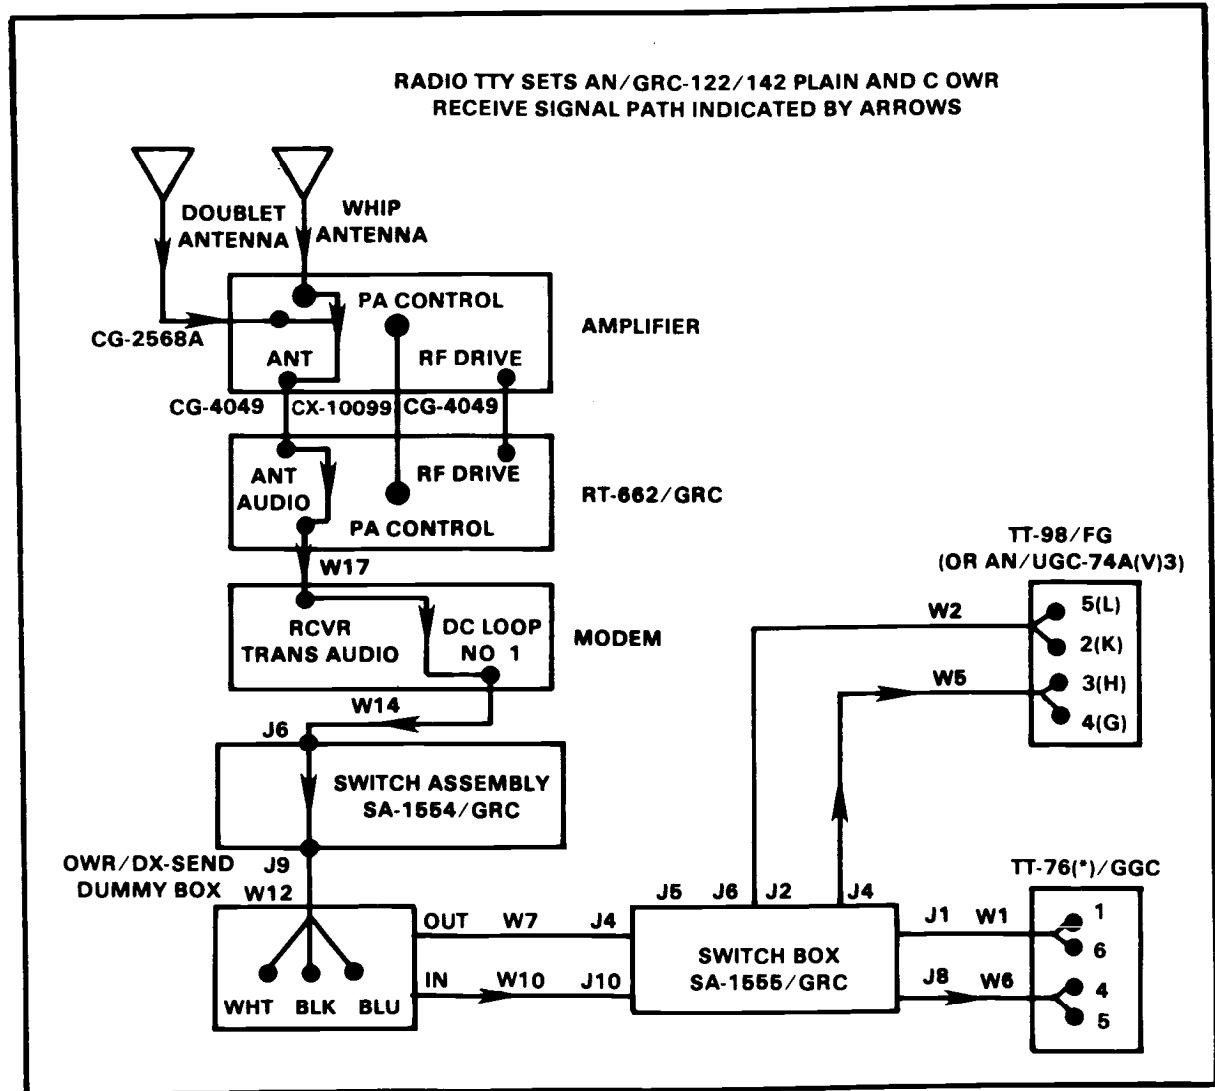 RADIO TTY SETS AN/GRC-122/142 PLAIN AND C OWR
RECEIVE SIGNAL PATH INDICATED BY ARROWS
DOUBLET
ANTENNA
WHIP
ANTENNA
PA CONTROL
AMPLIFIER
CG-2568A
ANT
RF DRIVE
CG-4049
CX-10099
CG-4049
ANT
AUDIO
RF DRIVE
RT-662/GRC
PA CONTROL
W17
RCVR
TRANS AUDIO
DC LOOP
NO 1
MODEM
W14
J6
SWITCH ASSEMBLY
SA-1554/GRC
J9
OWR/DX-SEND
DUMMY BOX
W12
WHT
BLK
BLU
OUT
W7
J4
IN
W10
J10
J5
J6
J2
J4
SWITCH BOX
SA-1555/GRC
J1
W1
J8
W6
W2
W5
TT-98/FG
(OR AN/UGC-74A(V)3)
5(L)
2(K)
3(H)
4(G)
TT-76(*)/GGC
1
6
4
5